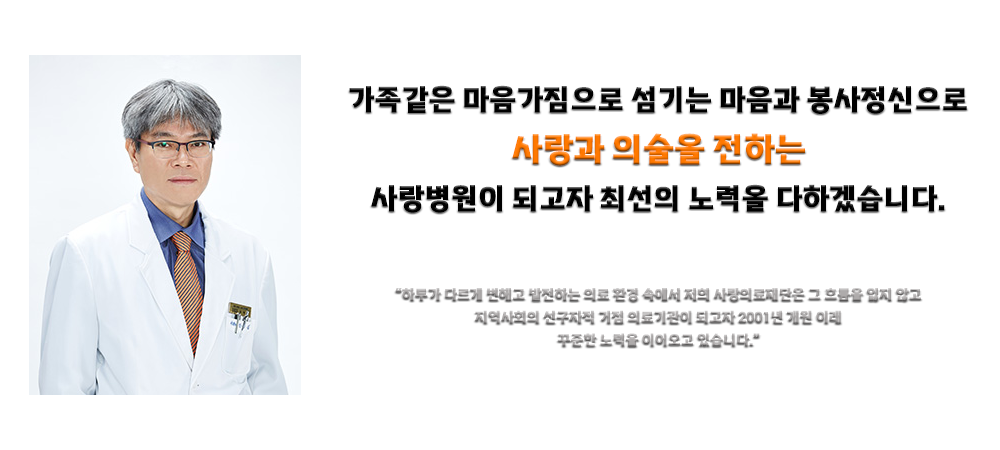 가족같은 마음가짐으로 섬기는 마음과 봉사정신으로
사랑과 의술을 전하는
사랑병원이 되고자 최선의 노력을 다하겠습니다.
"하루가 다르게 변해고 발전하는 의료 환경 속에서 저희 사랑의료재단은 그 흐름을 잃지 않고
지역사회의 선구자적 거점 의료기관이 되고자 2001년 개원 이래
꾸준한 노력을 이어오고 있습니다."